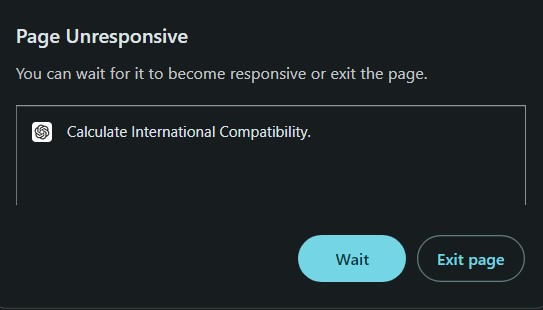 Page Unresponsive
You can wait for it to become responsive or exit the page.
Calculate International Compatibility.
Wait
Exit page